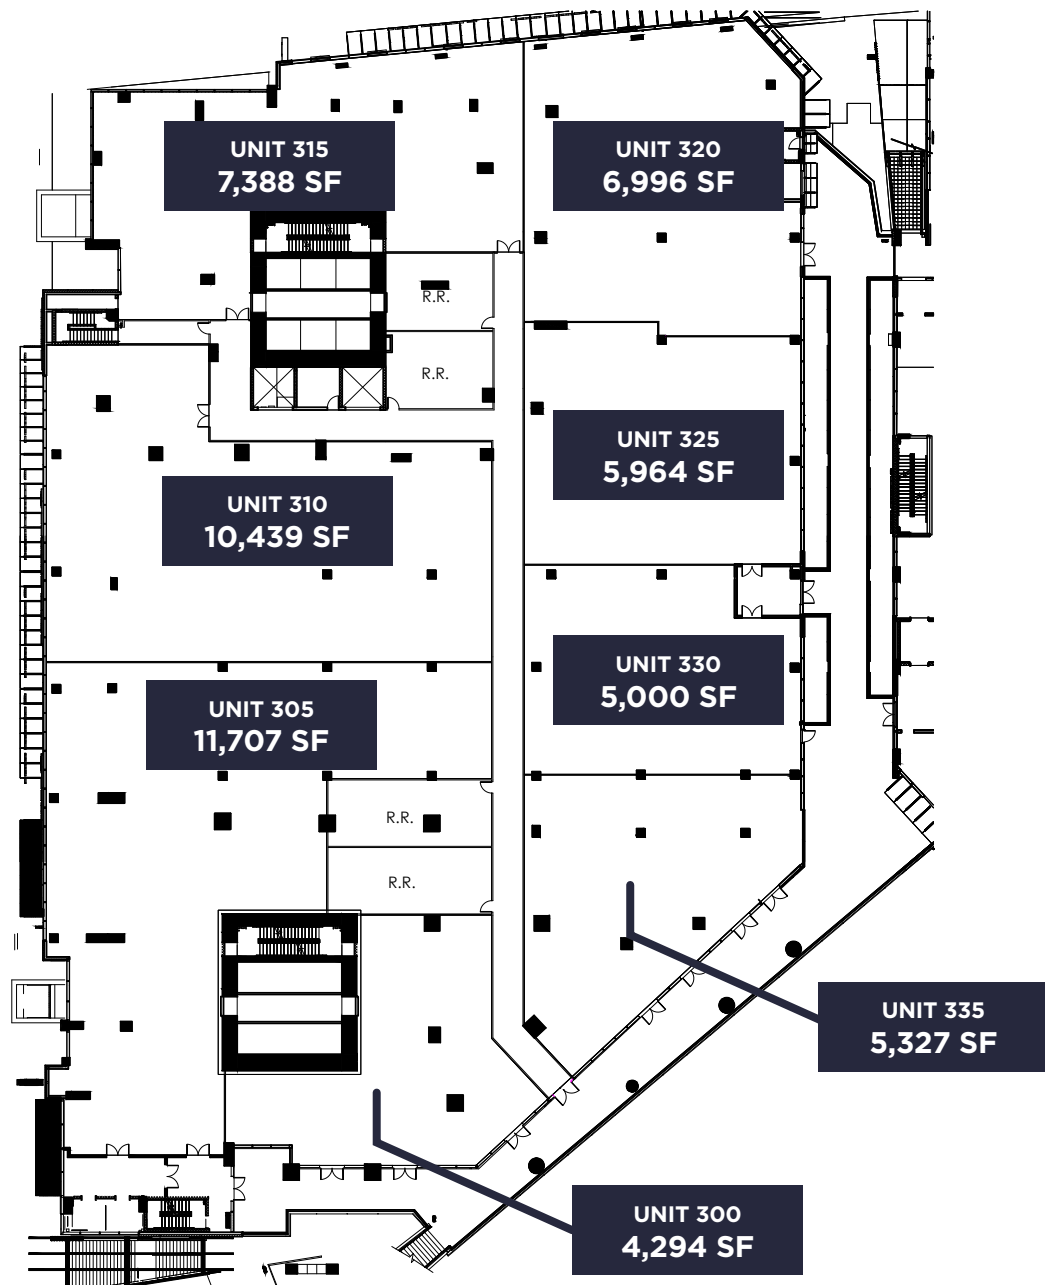 UNIT 315
7,388 SF
UNIT 320
6,996 SF
R.R.
R.R.
UNIT 325
5,964 SF
UNIT 310
10,439 SF
UNIT 330
5,000 SF
UNIT 305
11,707 SF
R.R.
R.R.
UNIT 335
5,327 SF
UNIT 300
4,294 SF